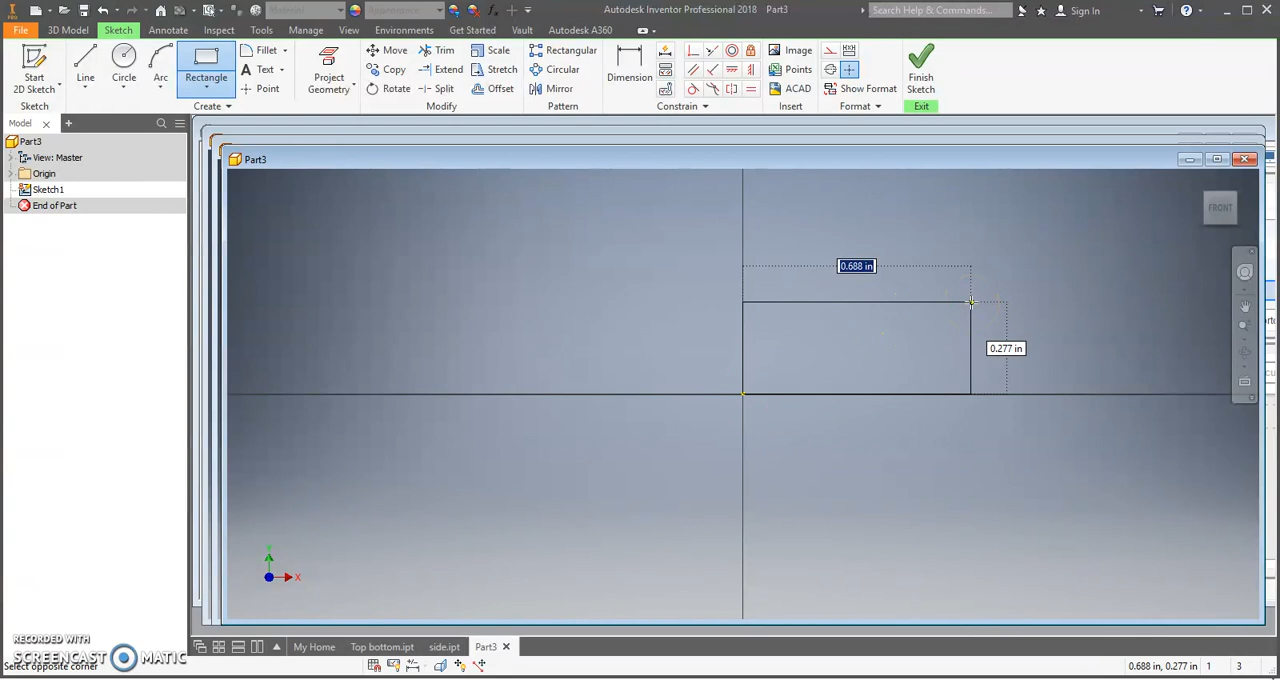 Material
Appearance
Autodesk Inventor Professional 2018   Part3
Search Help & Commands...
Sign In
File
3D Model
Sketch
Annotate
Inspect
Tools
Manage
View
Environments
Get Started
Vault
Autodesk A360
Start
2D Sketch
Line
Circle
Arc
Rectangle
Fillet
Text
Point
Project
Geometry
Move
Copy
Rotate
Trim
Extend
Split
Scale
Stretch
Offset
Rectangular
Circular
Mirror
Dimension
Image
Points
ACAD
Show Format
Finish
Sketch
Sketch
Create
Modify
Pattern
Constrain
Insert
Format
Exit
Model
Part3
View: Master
Origin
Sketch1
End of Part
Part3
FRONT
0.688 in
0.277 in
Y
X
RECORDED WITH
SCREENCAST MATIC
My Home
Top bottom.ipt
side.ipt
Part3
Select opposite corner
0.688 in, 0.277 in
1
3